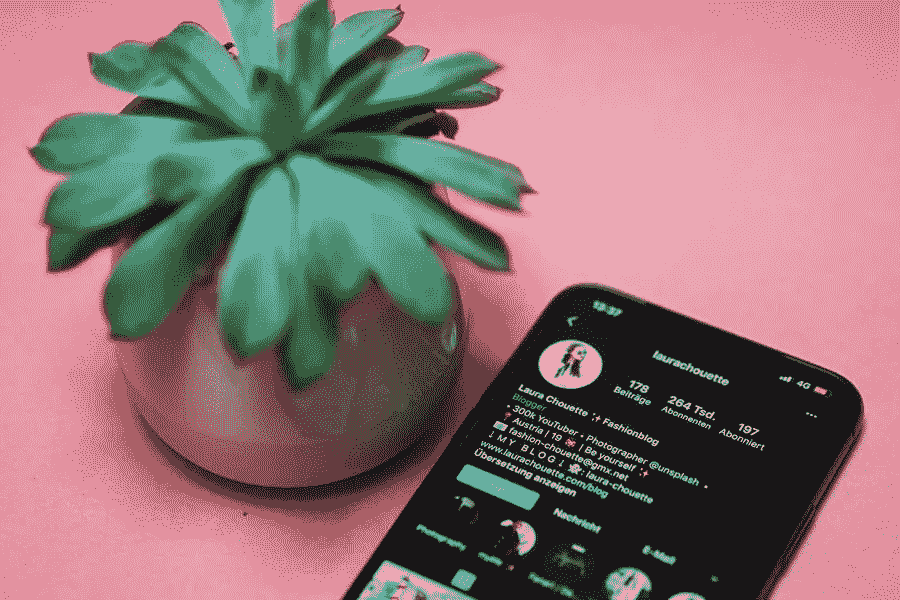 13:37
laurachouette
4G
178
Beiträge
264 Tsd.
Abonnenten
197
Abonniert
Laura Chouette ✨ Fashionblog
Blogger
• 300k YouTuber • Photographer @unsplash •
Austria | 19 | Be yourself ✨
fashion-chouette@gmx.net
↓ MY BLOG ↓ : laura-chouette
www.laurachouette.com/blog
Übersetzung anzeigen
Nachricht
E-Mail
Photography